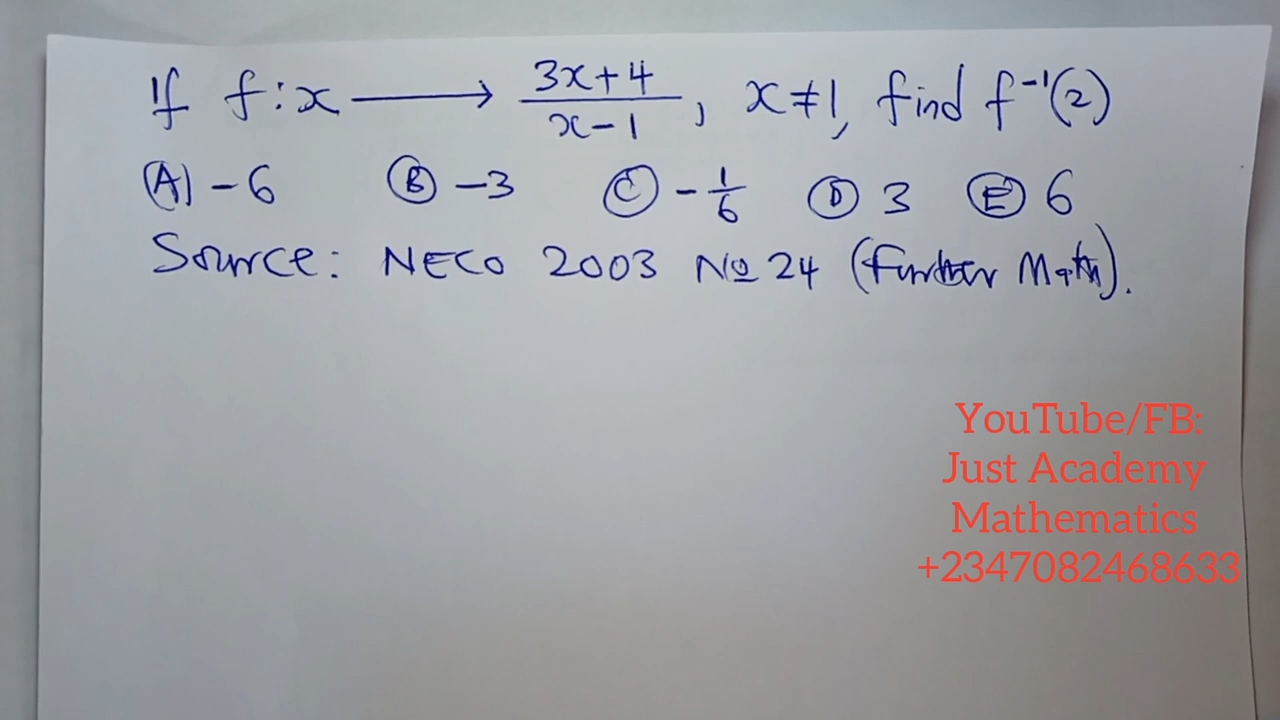 If f:x → 3x+4/x-1, x≠1, find f⁻¹(2)
(A) -6 (B) -3 (C) -1/6 (D) 3 (E) 6
Source: NECO 2003 No 24 (Further Math).
YouTube/FB:
Just Academy
Mathematics
+2347082468633